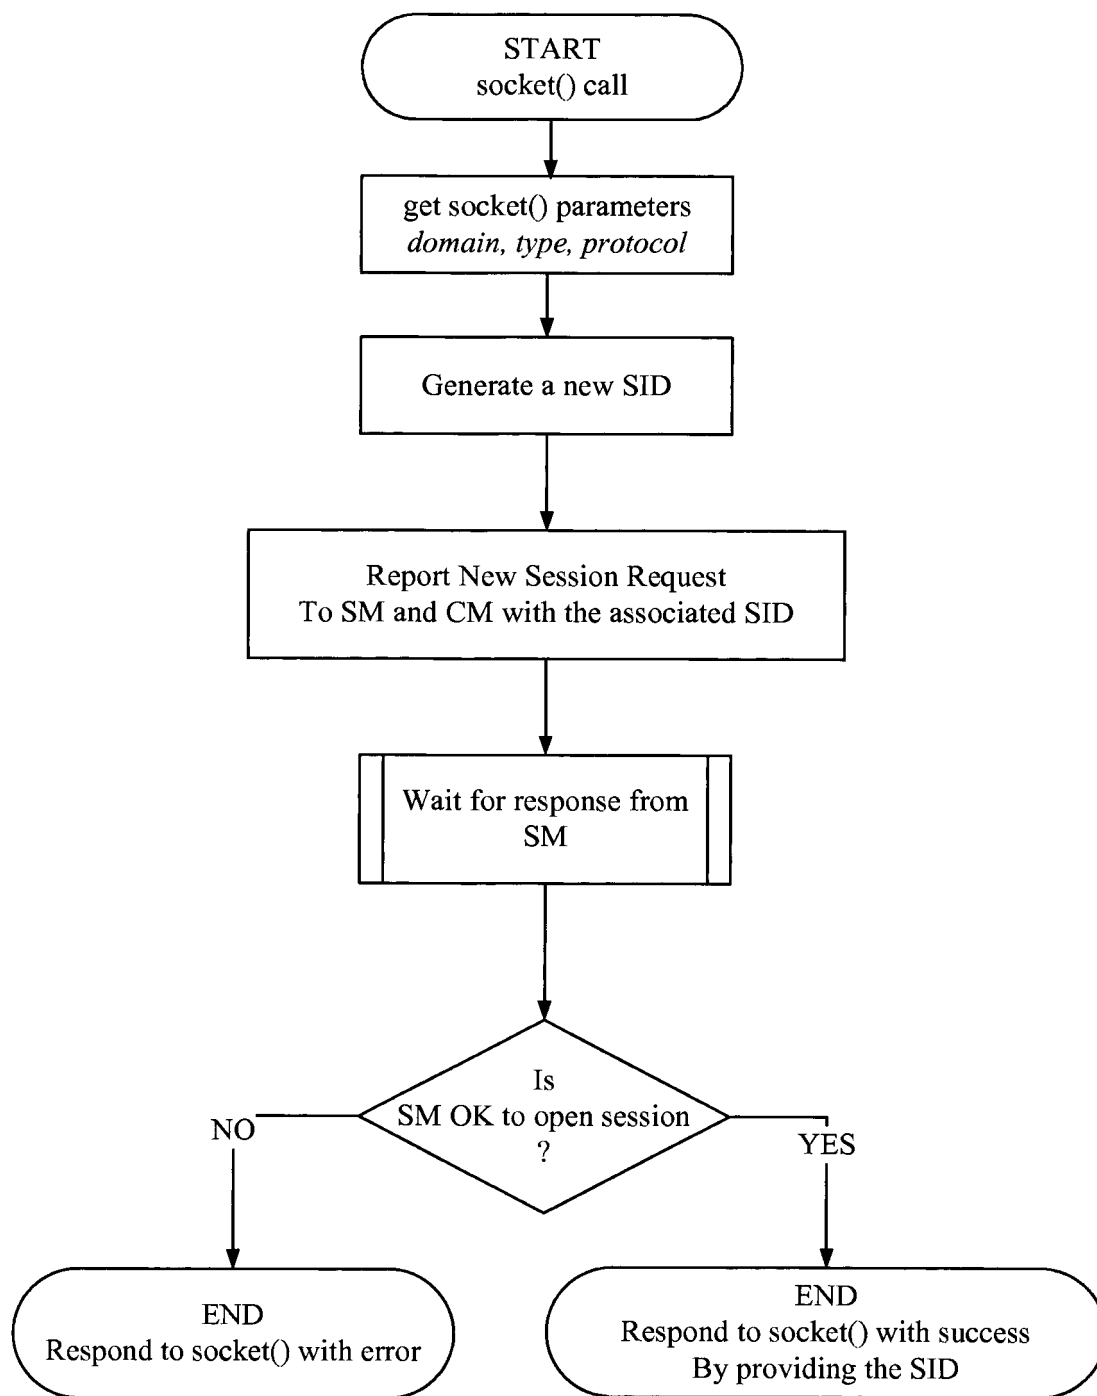 START
socket() call
get socket() parameters
domain, type, protocol
Generate a new SID
Report New Session Request
To SM and CM with the associated SID
Wait for response from
SM
Is
SM OK to open session
?
NO
YES
END
Respond to socket() with error
END
Respond to socket() with success
By providing the SID